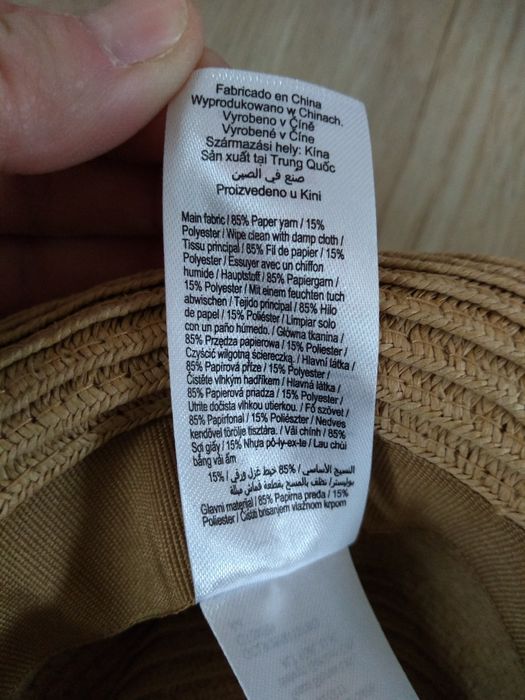 Fabricado en China
Wyprodukowano w Chinach.
Vyrobeno v Číně
Vyrobené v Číne
Származási hely: Kína
Sản xuất tại Trung Quốc
صنع في الصين
Proizvedeno u Kini
Main fabric / 85% Paper yarn / 15%
Polyester / Wipe clean with damp cloth /
Tissu principal / 85% Fil de papier / 15%
Polyester / Essuyer avec un chiffon
humide / Hauptstoff / 85% Papiergarn /
15% Polyester / Mit einem feuchten tuch
abwischen / Tejido principal / 85% Hilo
de papel / 15% Poliéster / Limpiar solo
con un paño húmedo. / Główna tkanina /
85% Przędza papierowa / 15% Poliester /
Czyścić wilgotną ściereczką. / Hlavní látka /
85% Papírová příze / 15% Polyester /
Čistěte vlhkým hadříkem / Hlavná látka /
85% Papierová priadza / 15% Polyester /
Utrite dočista vlhkou utierkou. / Fő szövet /
85% Papírfonal / 15% Poliészter / Nedves
kendővel törölje tisztára. / Vải chính / 85%
Sợi giấy / 15% Nhựa pô-ly-ex-te / Lau chùi
bằng vải ẩm
النسيج الأساسي / 85% خيط غزل ورقي / 15%
بوليستر / نظف بالمسح بقطعة قماش مبللة
Glavni materijal / 85% Papirna pređa / 15%
Poliester / Čistiti brisanjem vlažnom krpom